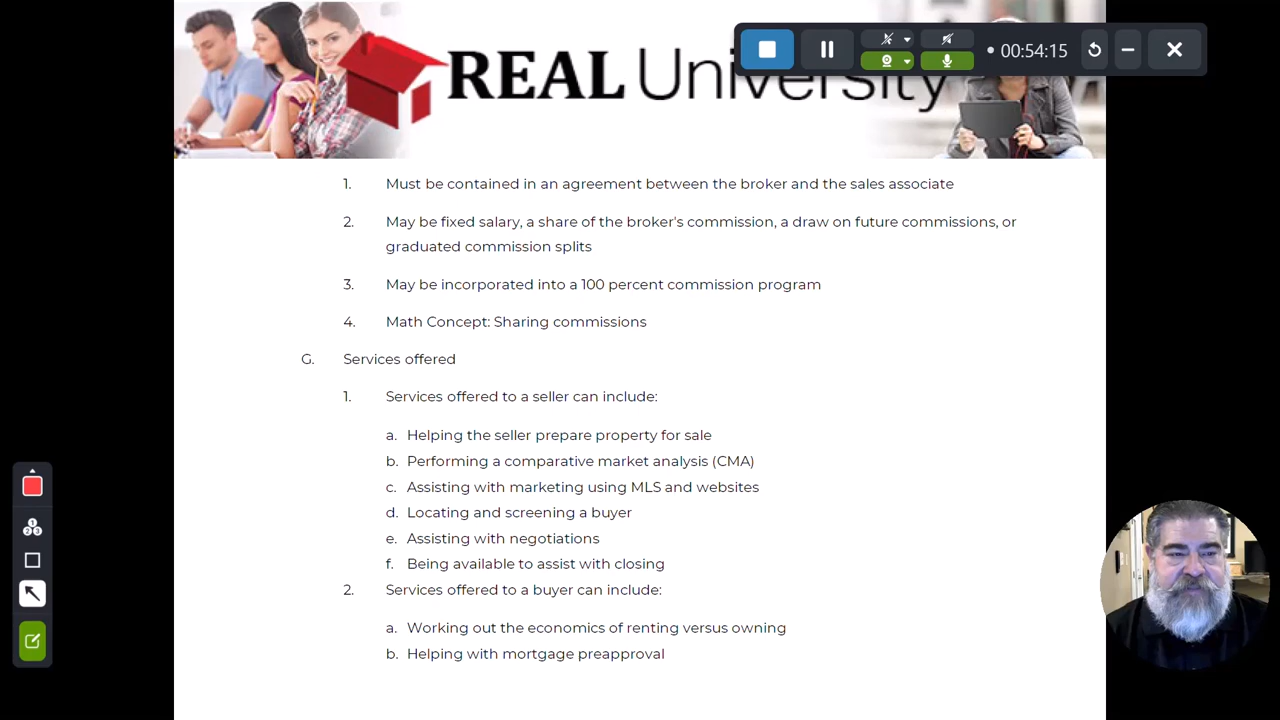 REAL University
00:54:15
1. Must be contained in an agreement between the broker and the sales associate
2. May be fixed salary, a share of the broker's commission, a draw on future commissions, or
graduated commission splits
3. May be incorporated into a 100 percent commission program
4. Math Concept: Sharing commissions
G. Services offered
1. Services offered to a seller can include:
a. Helping the seller prepare property for sale
b. Performing a comparative market analysis (CMA)
c. Assisting with marketing using MLS and websites
d. Locating and screening a buyer
e. Assisting with negotiations
f. Being available to assist with closing
2. Services offered to a buyer can include:
a. Working out the economics of renting versus owning
b. Helping with mortgage preapproval